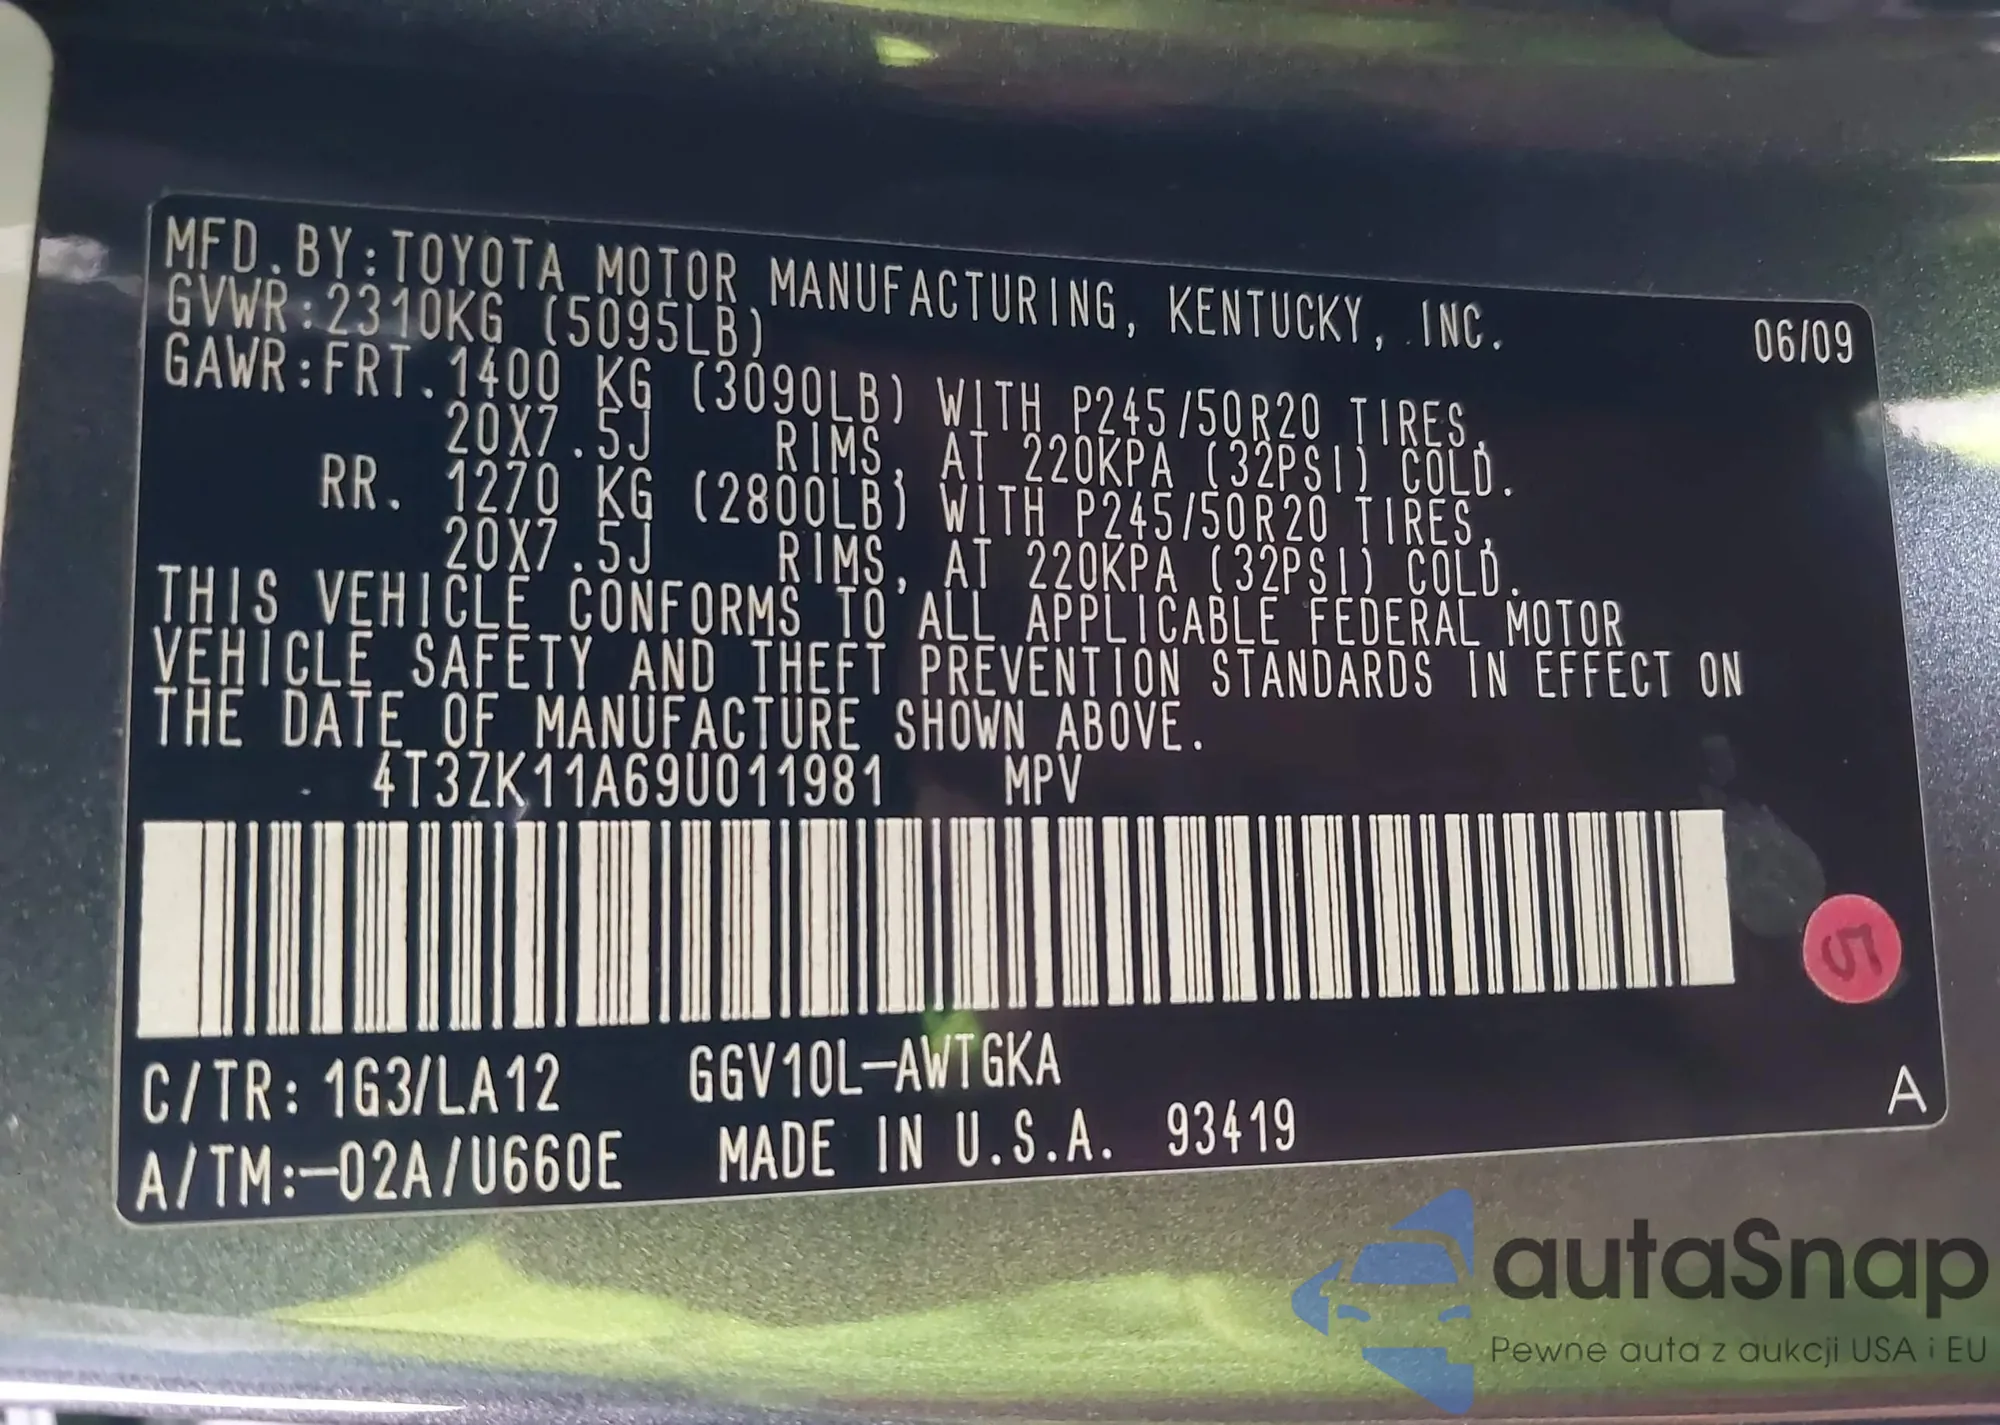 MFD.BY:TOYOTA MOTOR MANUFACTURING, KENTUCKY, INC. 06/09
GVWR:2310KG (5095LB)
GAWR:FRT. 1400 KG (3090LB) WITH P245/50R20 TIRES,
20X7.5J RIMS, AT 220KPA (32PSI) COLD.
RR. 1270 KG (2800LB) WITH P245/50R20 TIRES,
20X7.5J RIMS, AT 220KPA (32PSI) COLD.
THIS VEHICLE CONFORMS TO ALL APPLICABLE FEDERAL MOTOR
VEHICLE SAFETY AND THEFT PREVENTION STANDARDS IN EFFECT ON
THE DATE OF MANUFACTURE SHOWN ABOVE.
4T3ZK11A69U011981 MPV
5
C/TR: 1G3/LA12 GGV10L-AWTGKA
A
A/TM:-02A/U660E MADE IN U.S.A. 93419
autaSnap
Pewne auta z aukcji USA i EU